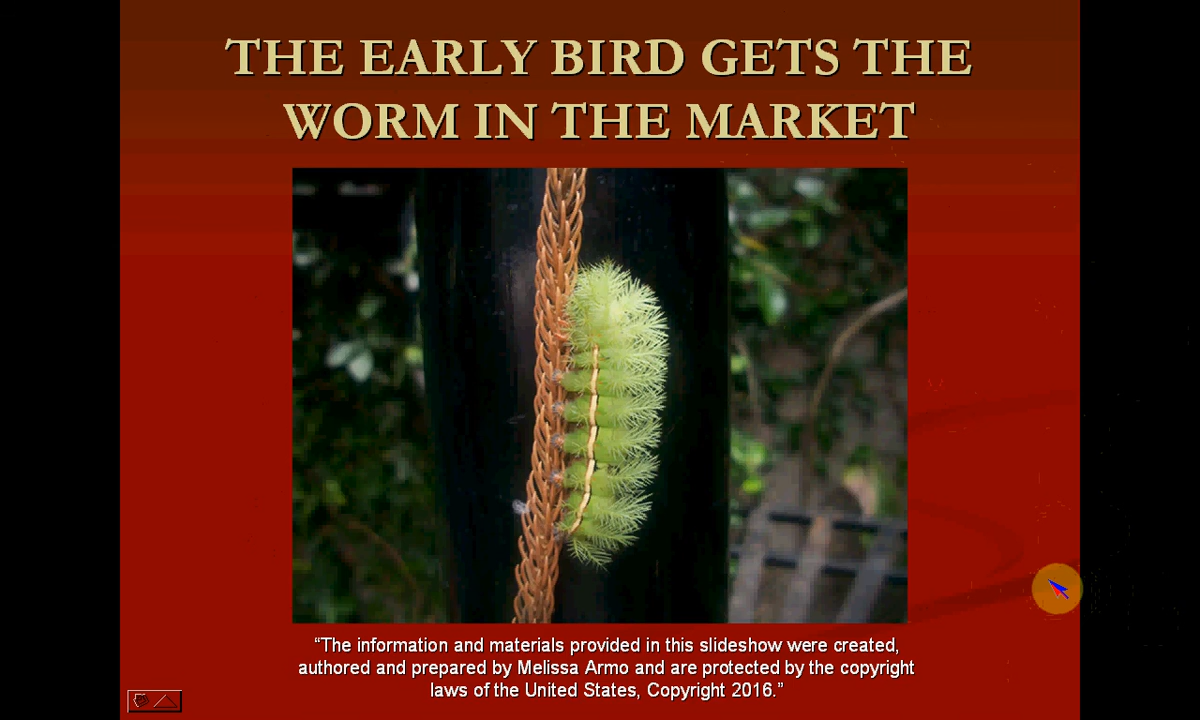 THE EARLY BIRD GETS THE
WORM IN THE MARKET
“The information and materials provided in this slideshow were created,
authored and prepared by Melissa Armo and are protected by the copyright
laws of the United States, Copyright 2016.”